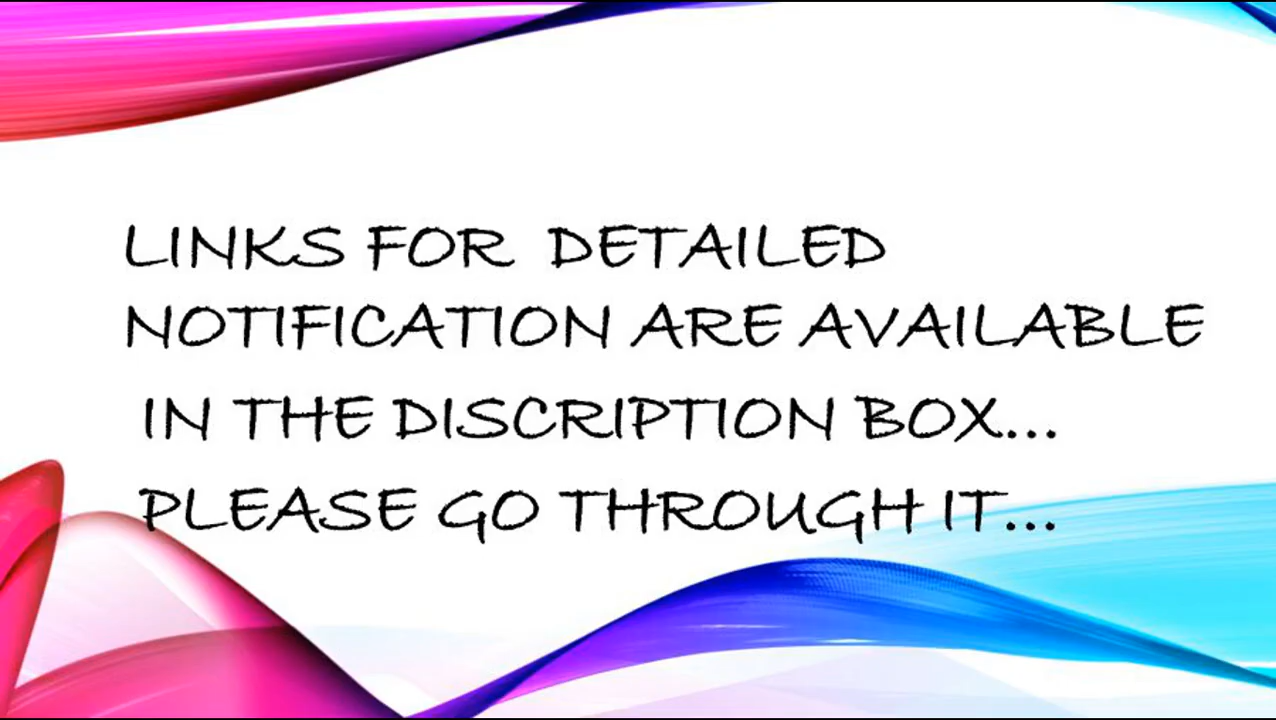 LINKS FOR DETAILED
NOTIFICATION ARE AVAILABLE
IN THE DISCRIPTION BOX...
PLEASE GO THROUGH IT...